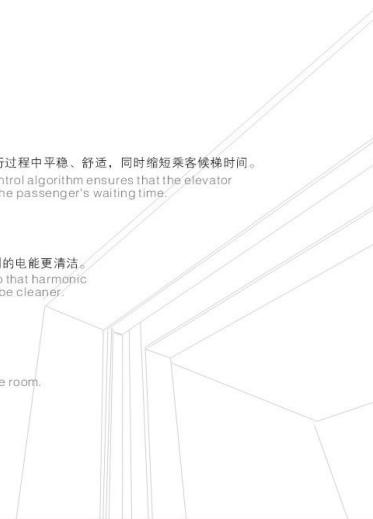 行过程中平稳、舒适，同时缩短乘客候梯时间。
ntrol algorithm ensures that the elevator
he passenger's waiting time.
的电能更清洁。
o that harmonic
be cleaner.
e room.